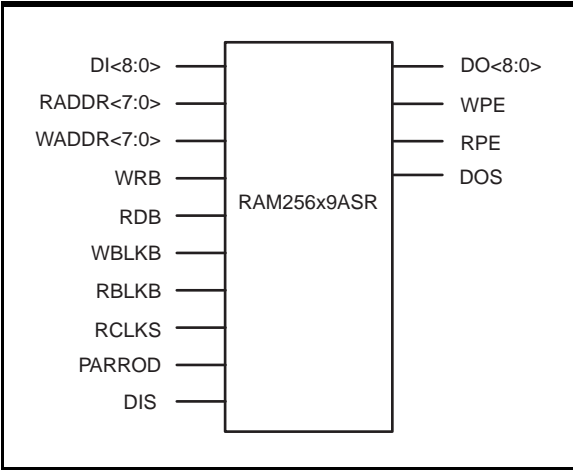 DI<8:0>
RADDR<7:0>
WADDR<7:0>
WRB
RDB
WBLKB
RBLKB
RCLKS
PARROD
DIS
RAM256x9ASR
DO<8:0>
WPE
RPE
DOS